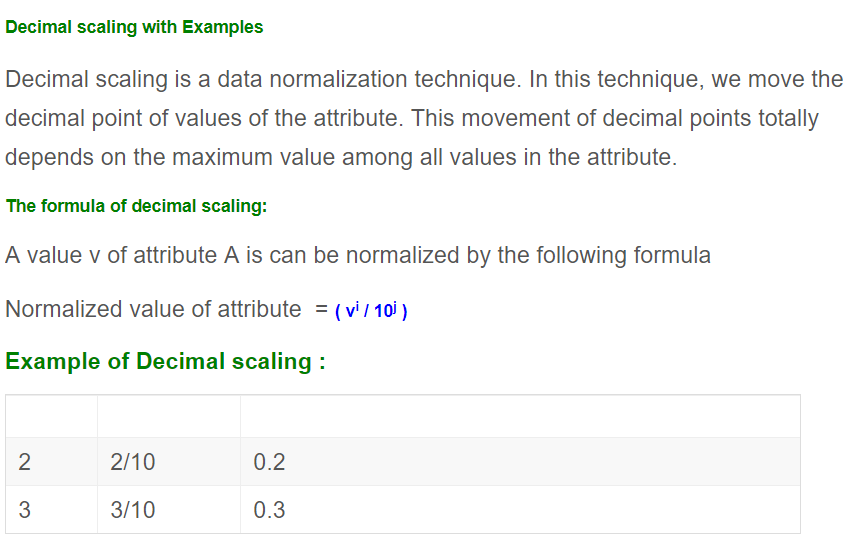 Decimal scaling with Examples
Decimal scaling is a data normalization technique. In this technique, we move the
decimal point of values of the attribute. This movement of decimal points totally
depends on the maximum value among all values in the attribute.
The formula of decimal scaling:
A value v of attribute A is can be normalized by the following formula
Normalized value of attribute = ( vⁱ / 10ʲ )
Example of Decimal scaling :
2 2/10 0.2
3 3/10 0.3